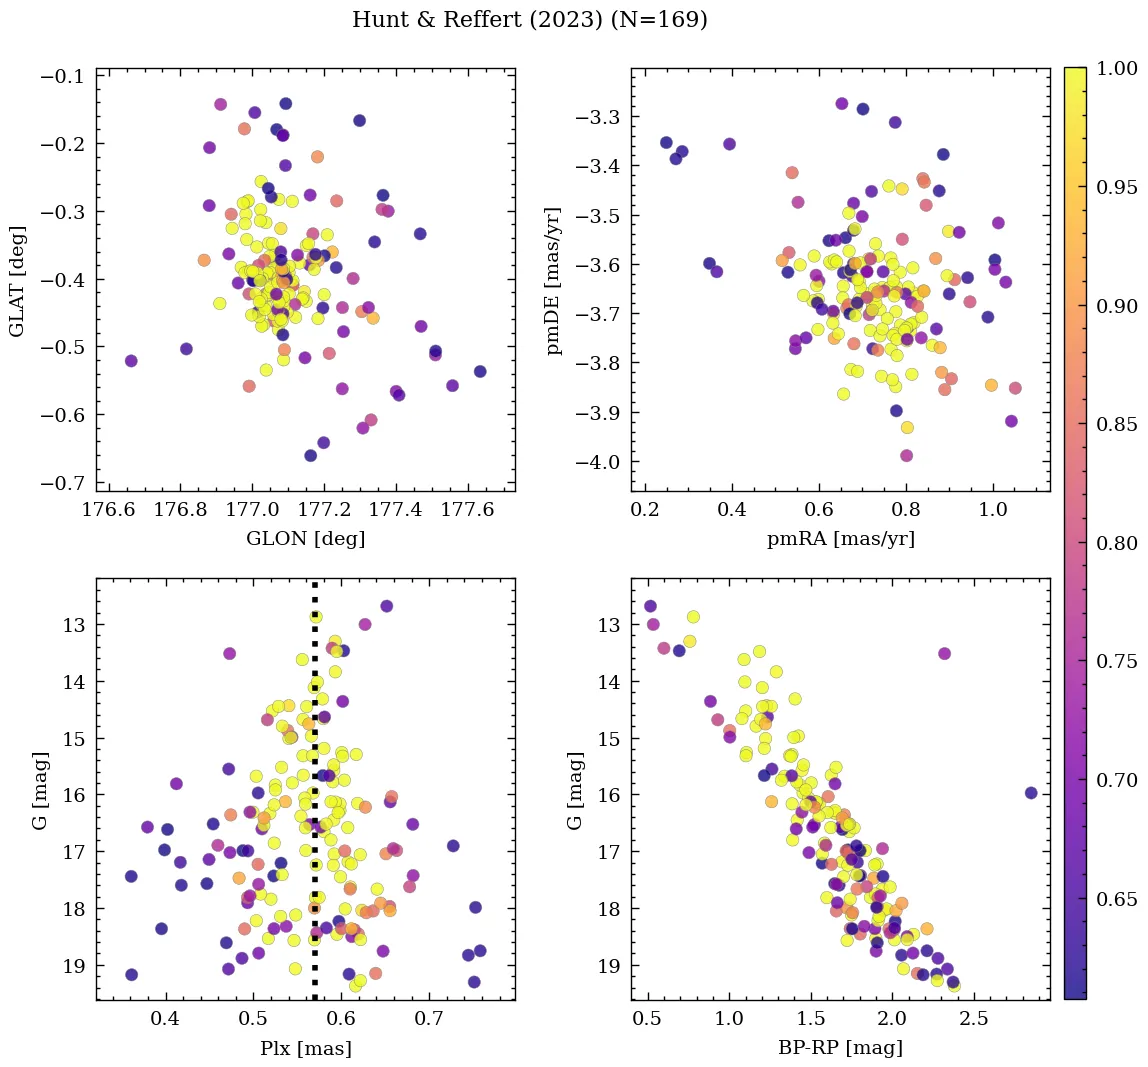 Hunt & Reffert (2023) (N=169)
−0.1
−0.2
−0.3
−0.4
−0.5
−0.6
−0.7
GLAT [deg]
176.6 176.8 177.0 177.2 177.4 177.6
GLON [deg]
−3.3
−3.4
−3.5
−3.6
−3.7
−3.8
−3.9
−4.0
pmDE [mas/yr]
0.2 0.4 0.6 0.8 1.0
pmRA [mas/yr]
1.00
0.95
0.90
0.85
0.80
0.75
0.70
0.65
13
14
15
16
17
18
19
G [mag]
0.4 0.5 0.6 0.7
Plx [mas]
13
14
15
16
17
18
19
G [mag]
0.5 1.0 1.5 2.0 2.5
BP-RP [mag]